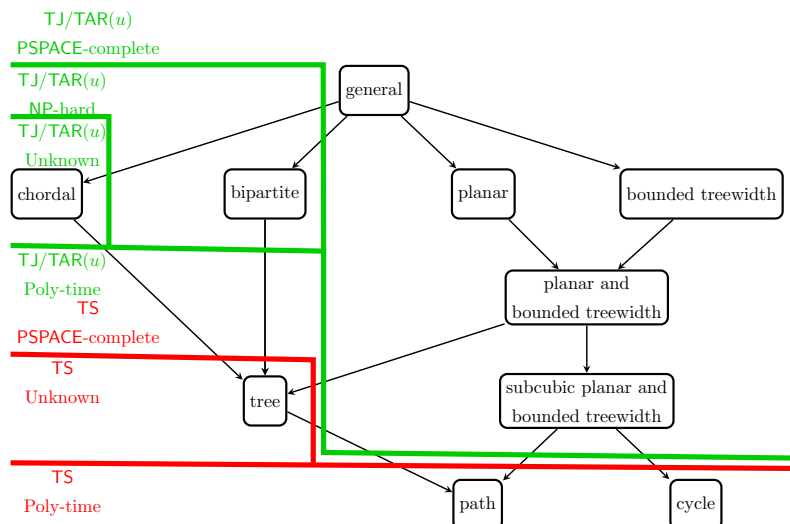 TJ/TAR(u)
PSPACE-complete
TJ/TAR(u)
NP-hard
general
TJ/TAR(u)
Unknown
chordal
bipartite
planar
bounded treewidth
TJ/TAR(u)
Poly-time
planar and
bounded treewidth
TS
PSPACE-complete
TS
Unknown
tree
subcubic planar and
bounded treewidth
TS
Poly-time
path
cycle